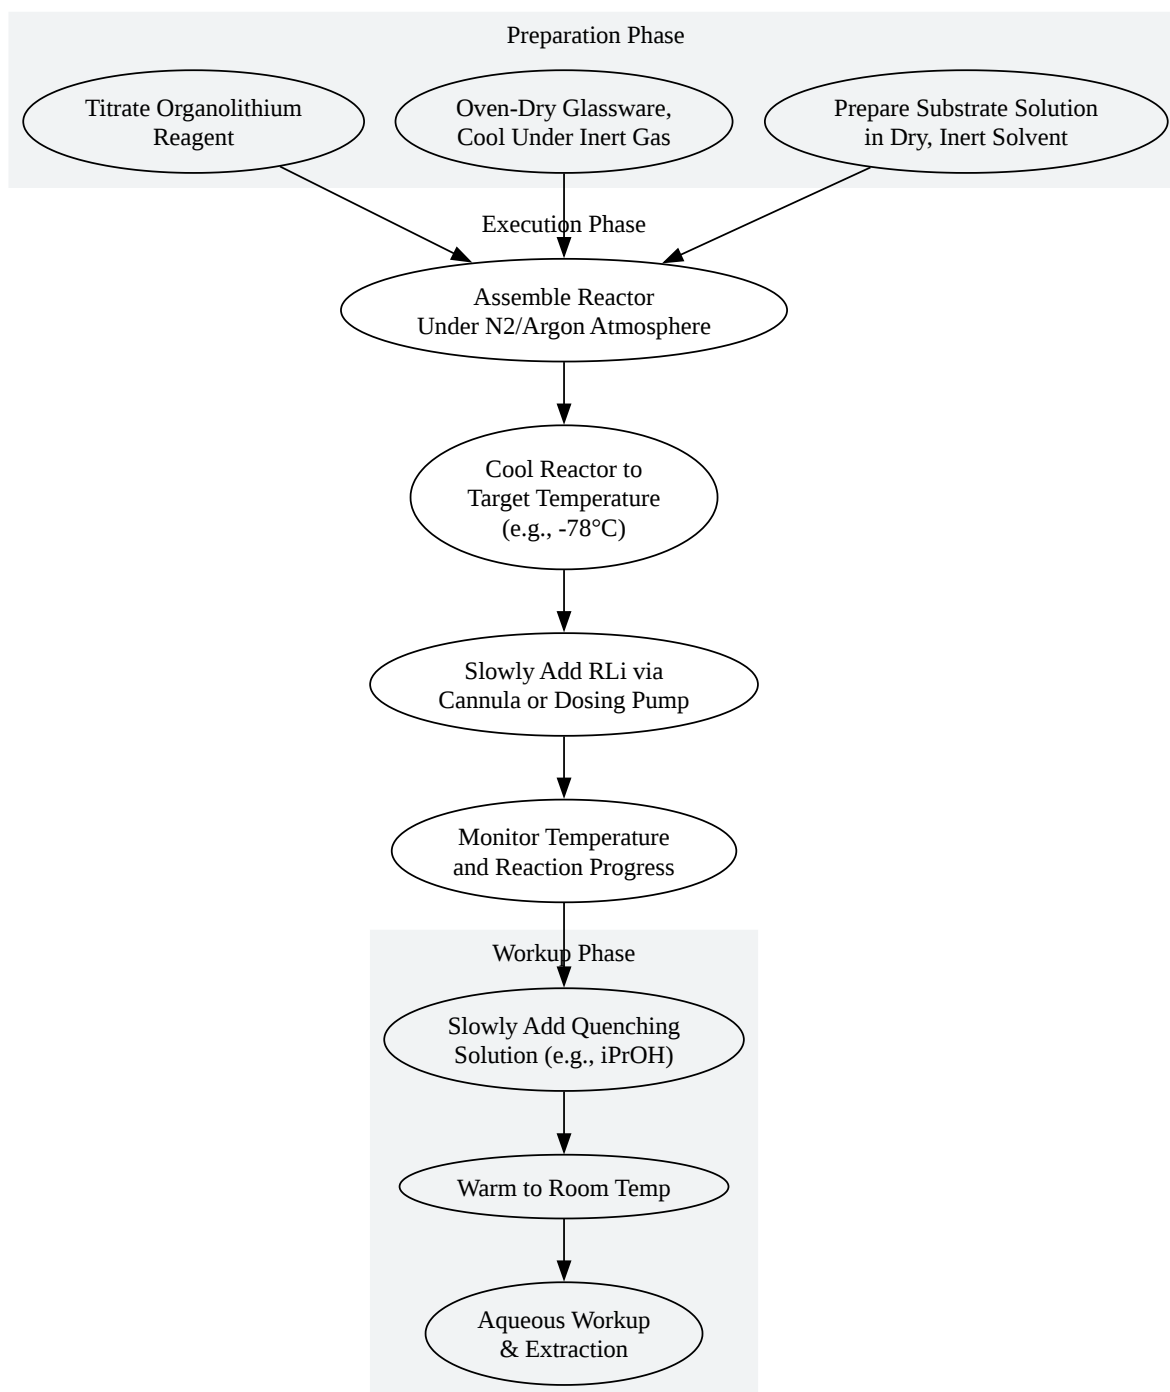 Preparation Phase
Titrate Organolithium
Reagent
Oven-Dry Glassware,
Cool Under Inert Gas
Prepare Substrate Solution
in Dry, Inert Solvent
Execution Phase
Assemble Reactor
Under N2/Argon Atmosphere
Cool Reactor to
Target Temperature
(e.g., -78°C)
Slowly Add RLi via
Cannula or Dosing Pump
Monitor Temperature
and Reaction Progress
Workup Phase
Slowly Add Quenching
Solution (e.g., iPrOH)
Warm to Room Temp
Aqueous Workup
& Extraction